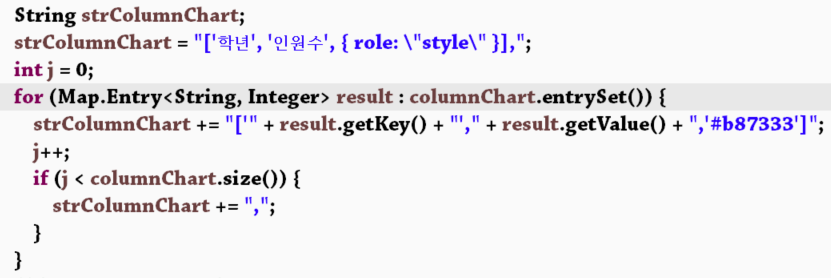 String strColumnChart;
strColumnChart = "['학년', '인원수', { role: \"style\" }],";
int j = 0;
for (Map.Entry<String, Integer> result : columnChart.entrySet()) {
strColumnChart += "['" + result.getKey() + "'," + result.getValue() + ",'#b87333']";
j++;
if (j < columnChart.size()) {
strColumnChart += ",";
}
}